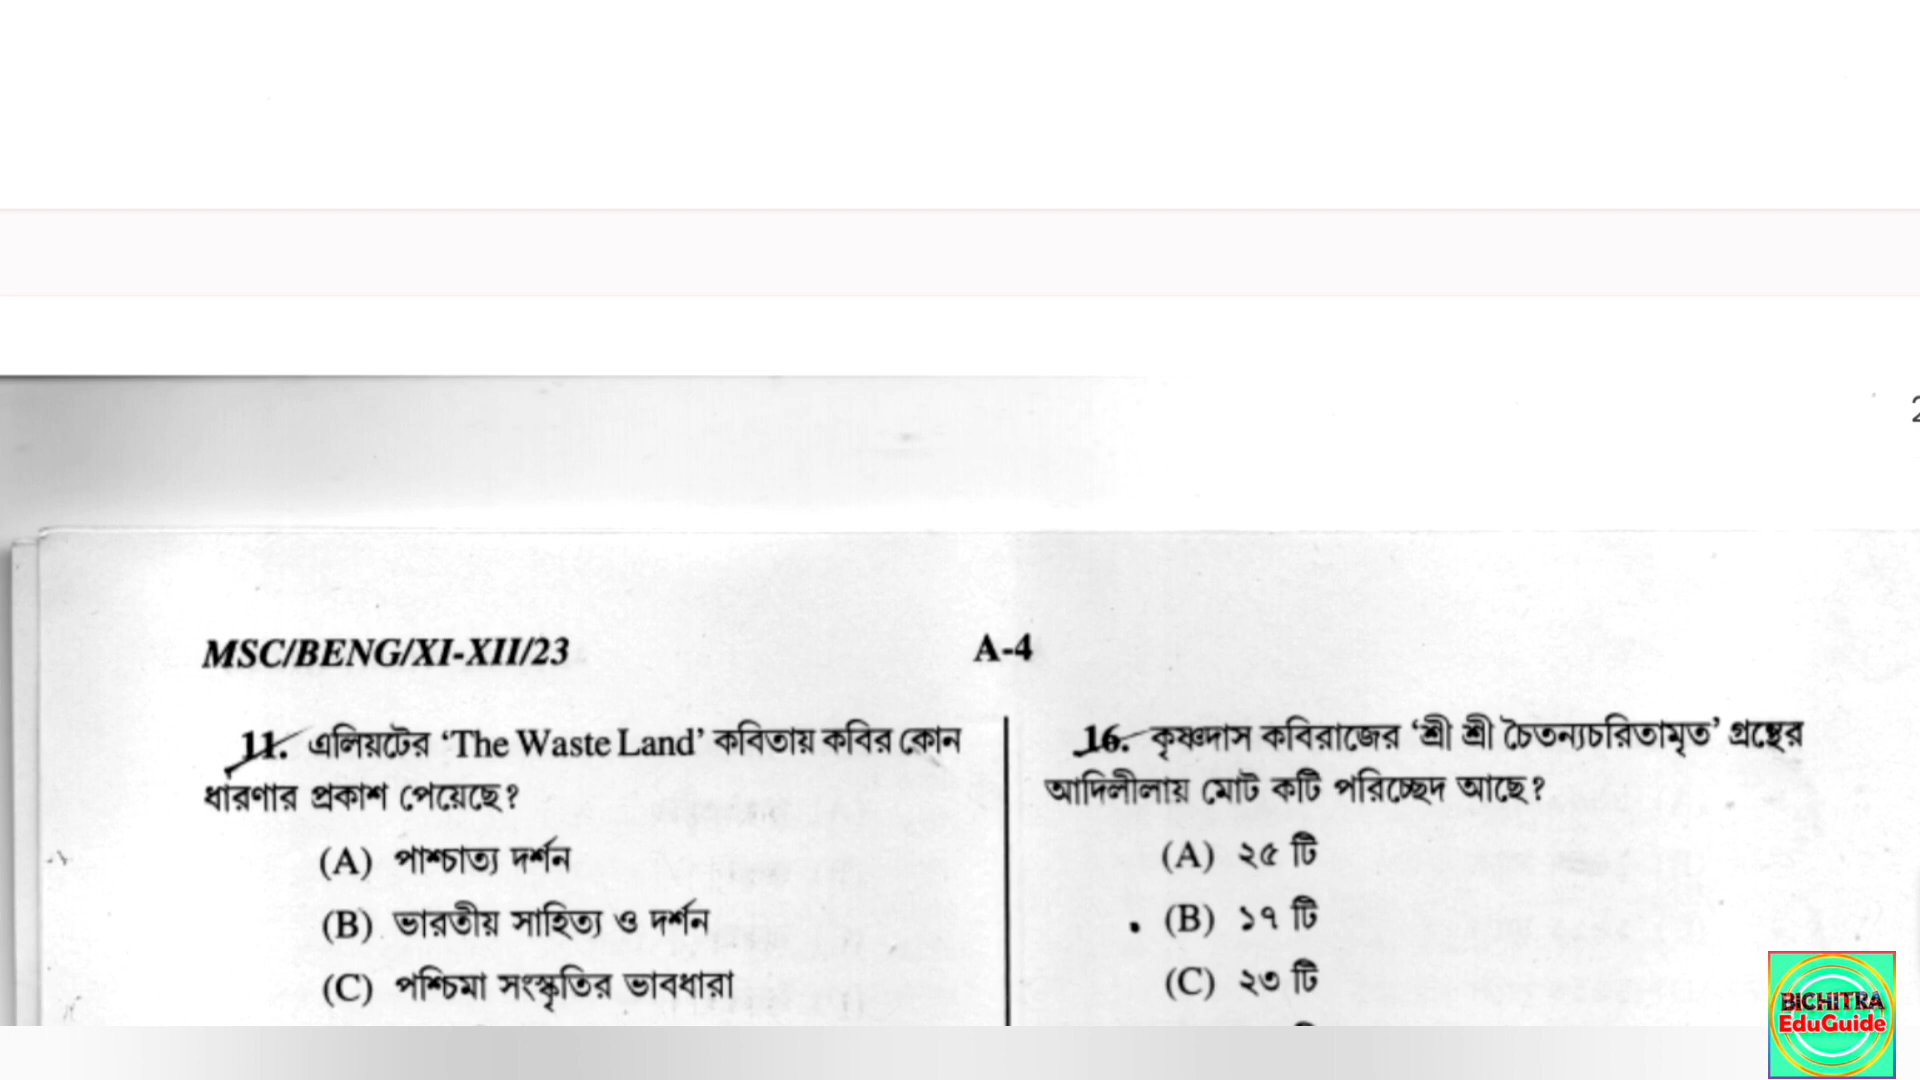 2
MSC/BENG/XI-XII/23
A-4
11. এলিয়টের ‘The Waste Land’ কবিতায় কবির কোন
ধারণার প্রকাশ পেয়েছে?
(A) পাশ্চাত্য দর্শন
(B) ভারতীয় সাহিত্য ও দর্শন
(C) পশ্চিমা সংস্কৃতির ভাবধারা
16. কৃষ্ণদাস কবিরাজের ‘শ্রী শ্রী চৈতন্যচরিতামৃত’ গ্রন্থের
আদিলীলায় মোট কটি পরিচ্ছেদ আছে?
(A) ২৫ টি
(B) ১৭ টি
(C) ২৩ টি
BICHITRA
EduGuide